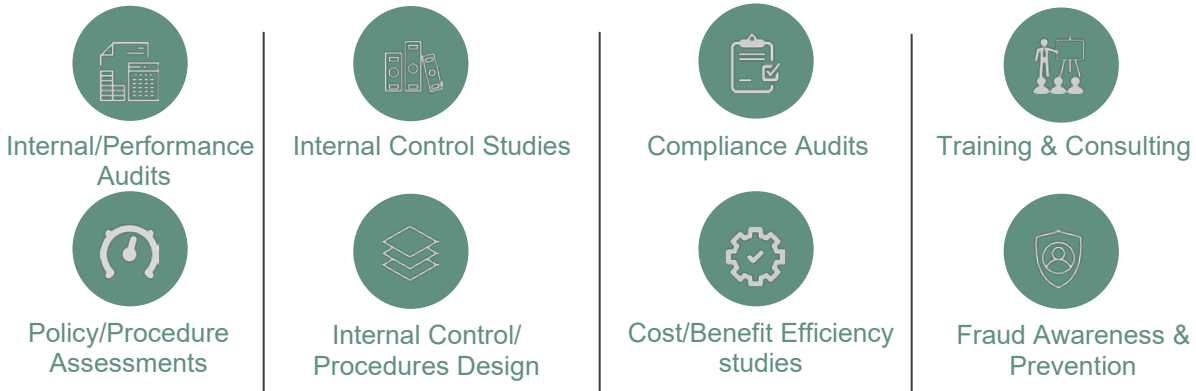 Internal/Performance
Audits
Internal Control Studies
Compliance Audits
Training & Consulting
Policy/Procedure
Assessments
Internal Control/
Procedures Design
Cost/Benefit Efficiency
studies
Fraud Awareness &
Prevention